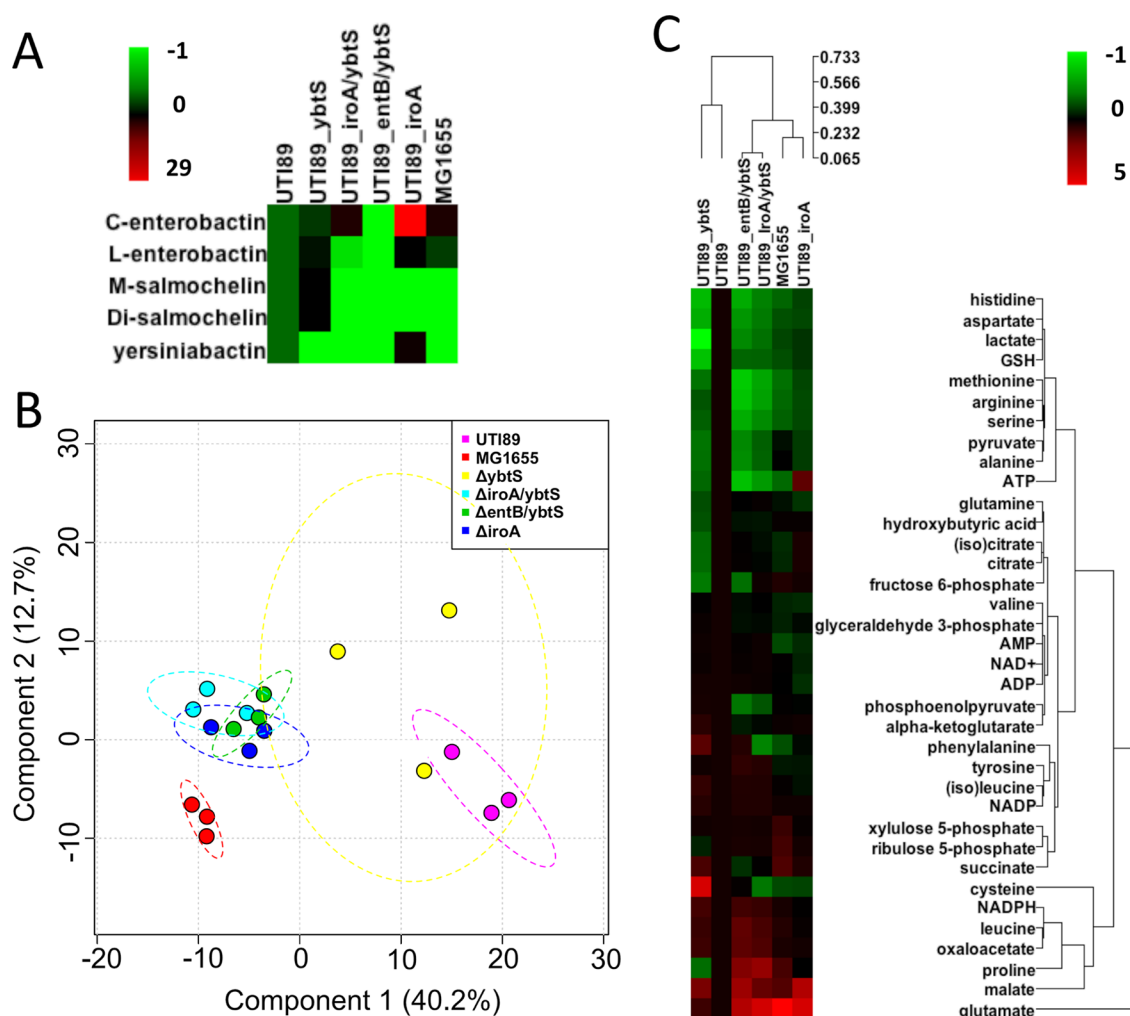 A
-1
0
29
UTI89
UTI89_ybtS
UTI89_iroA/ybtS
UTI89_entB/ybtS
UTI89_iroA
MG1655
C-enterobactin
L-enterobactin
M-salmochelin
Di-salmochelin
yersiniabactin
B
30
20
10
0
-10
-20
-10
0
10
20
30
Component 2 (12.7%)
Component 1 (40.2%)
UTI89
MG1655
ΔybtS
ΔiroA/ybtS
ΔentB/ybtS
ΔiroA
C
0.733
0.566
0.399
0.232
0.065
-1
0
5
UTI89_ybtS
UTI89
UTI89_entB/ybtS
UTI89_IroA/ybtS
MG1655
UTI89_iroA
histidine
aspartate
lactate
GSH
methionine
arginine
serine
pyruvate
alanine
ATP
glutamine
hydroxybutyric acid
(iso)citrate
citrate
fructose 6-phosphate
valine
glyceraldehyde 3-phosphate
AMP
NAD+
ADP
phosphoenolpyruvate
alpha-ketoglutarate
phenylalanine
tyrosine
(iso)leucine
NADP
xylulose 5-phosphate
ribulose 5-phosphate
succinate
cysteine
NADPH
leucine
oxaloacetate
proline
malate
glutamate